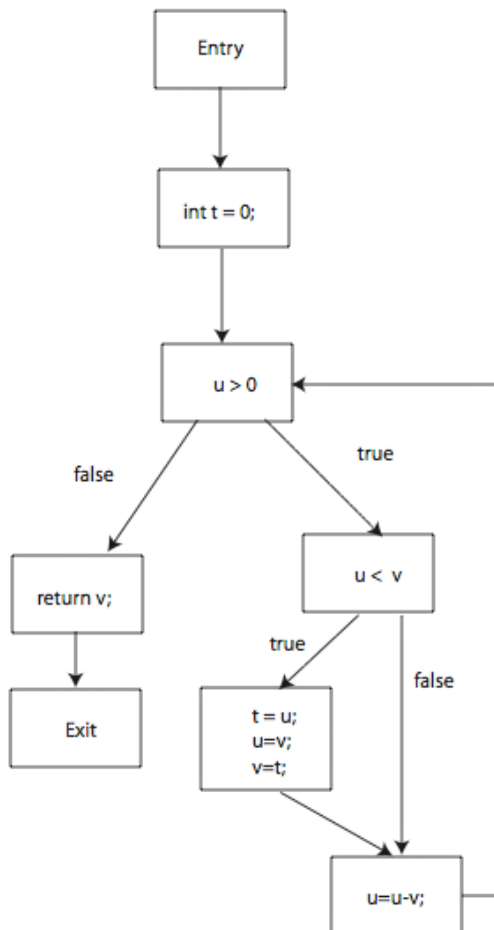 Entry
int t = 0;
u > 0
false
true
return v;
u < v
true
false
Exit
t = u;
u=v;
v=t;
u=u-v;